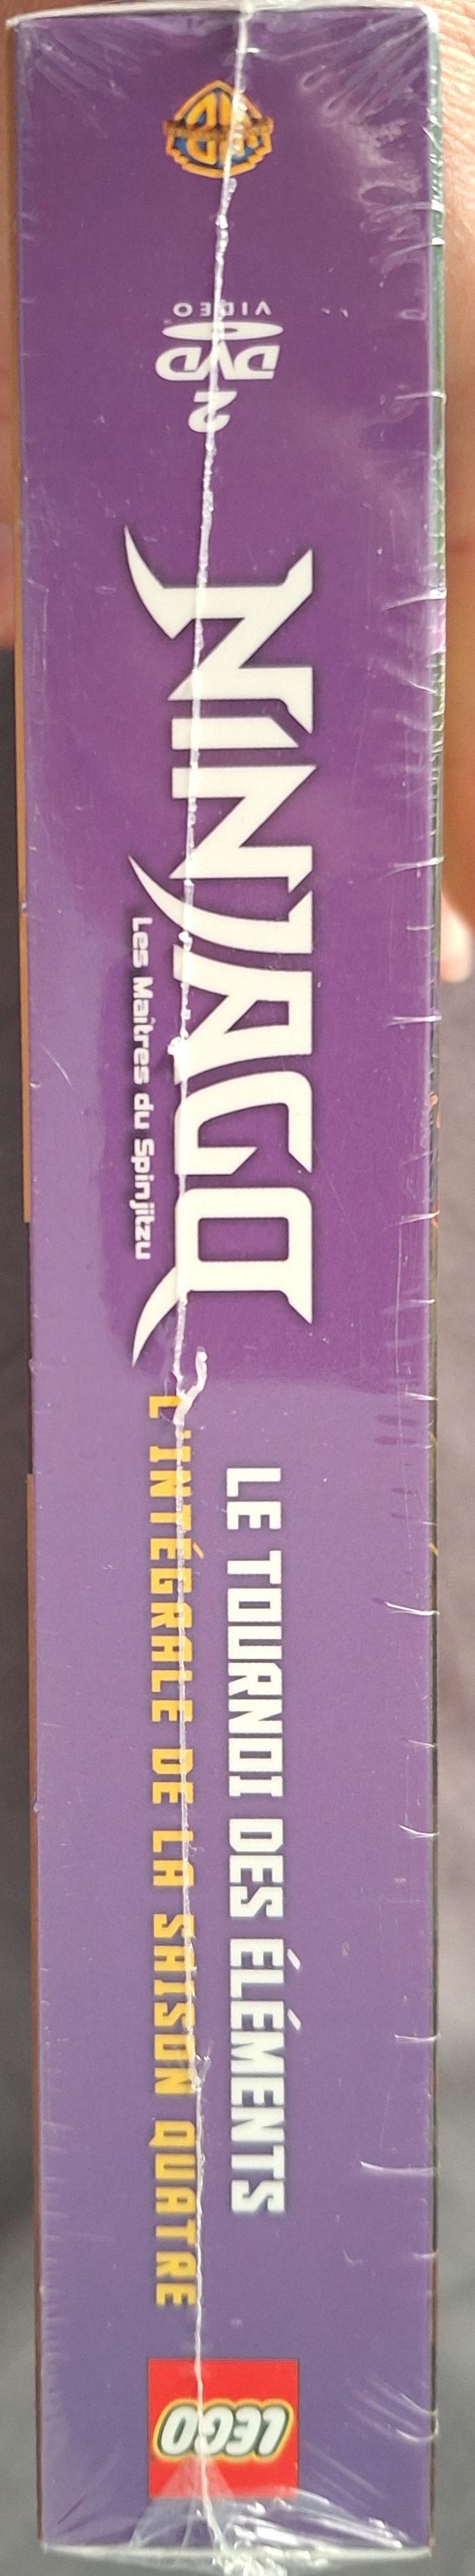 LEGO
NINJAGO
Les Maîtres du Spinjitzu
LE TOURNOI DES ÉLÉMENTS
L'INTÉGRALE DE LA SAISON QUATRE
2
DVD
VIDEO